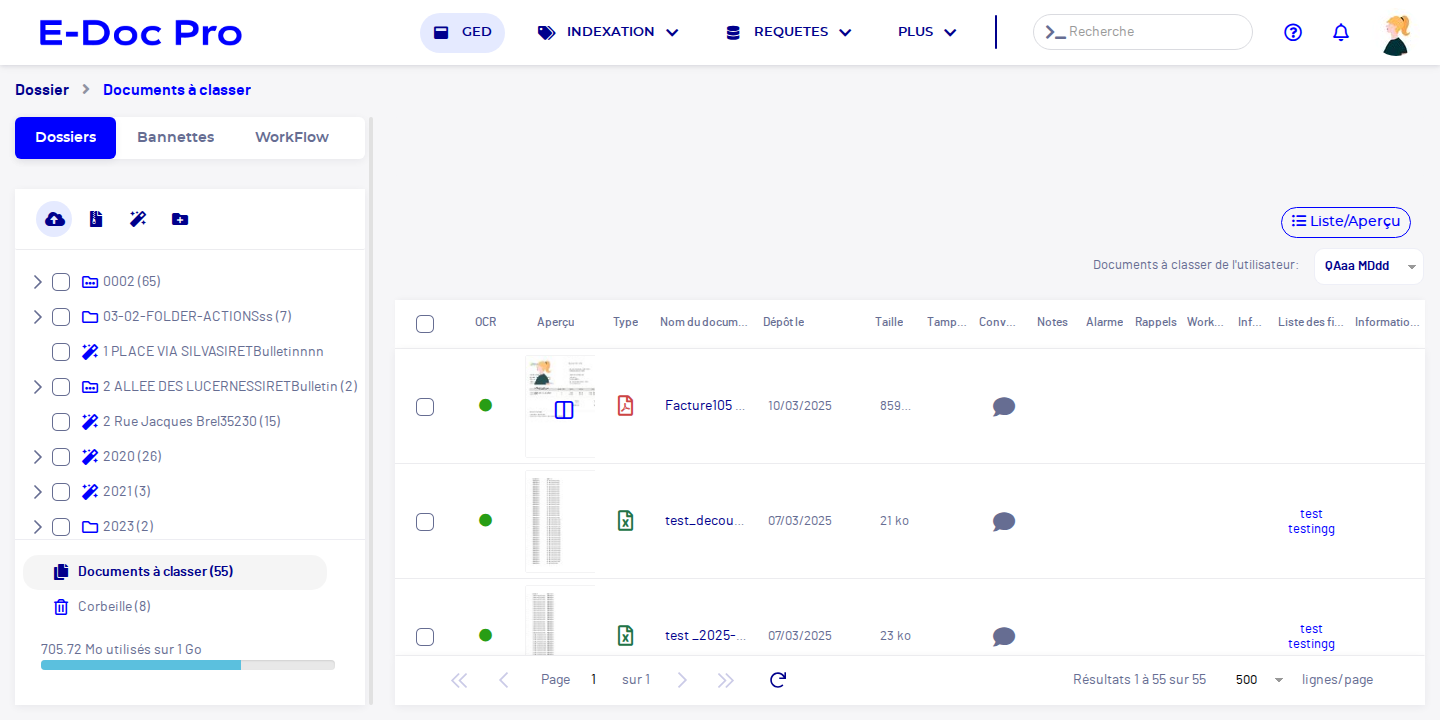 E-Doc Pro
GED
INDEXATION
REQUETES
PLUS
Recherche
Dossier
Documents à classer
Dossiers
Bannettes
WorkFlow
Liste/Aperçu
Documents à classer de l'utilisateur:
QAaa MDdd
0002 (65)
03-02-FOLDER-ACTIONSss (7)
1 PLACE VIA SILVASIRETBulletinnnn
2 ALLEE DES LUCERNESSIRETBulletin (2)
2 Rue Jacques Brel35230 (15)
2020 (26)
2021 (3)
2023 (2)
Documents à classer (55)
Corbeille (8)
705.72 Mo utilisés sur 1 Go
OCR Aperçu Type Nom du docum... Dépôt le Taille Tamp... Conv... Notes Alarme Rappels Work... Inf... Liste des fi... Informatio...
Facture105 ... 10/03/2025 859...
test_decou... 07/03/2025 21 ko
test
testingg
test _2025-... 07/03/2025 23 ko
test
testingg
Page 1 sur 1
Résultats 1 à 55 sur 55
500
lignes/page